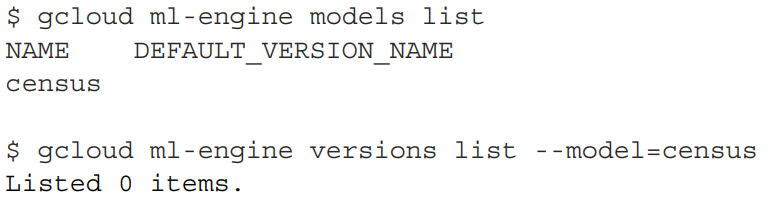 $ gcloud ml-engine models list
NAME    DEFAULT_VERSION_NAME
census
$ gcloud ml-engine versions list --model=census
Listed 0 items.